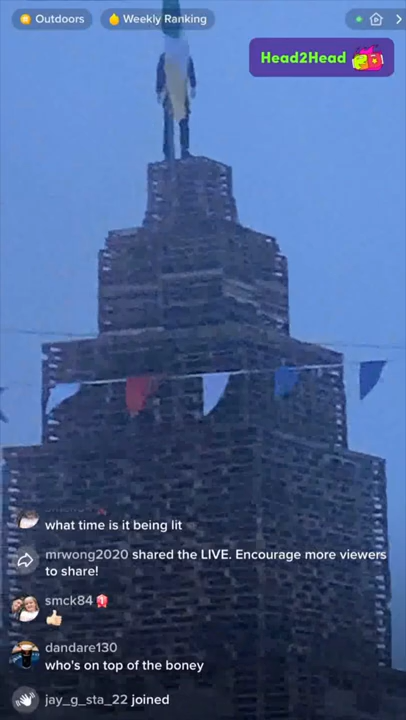 Outdoors
Weekly Ranking
Head2Head
what time is it being lit
mrwong2020 shared the LIVE. Encourage more viewers
to share!
smck84
dandare130
who's on top of the boney
jay_g_sta_22 joined